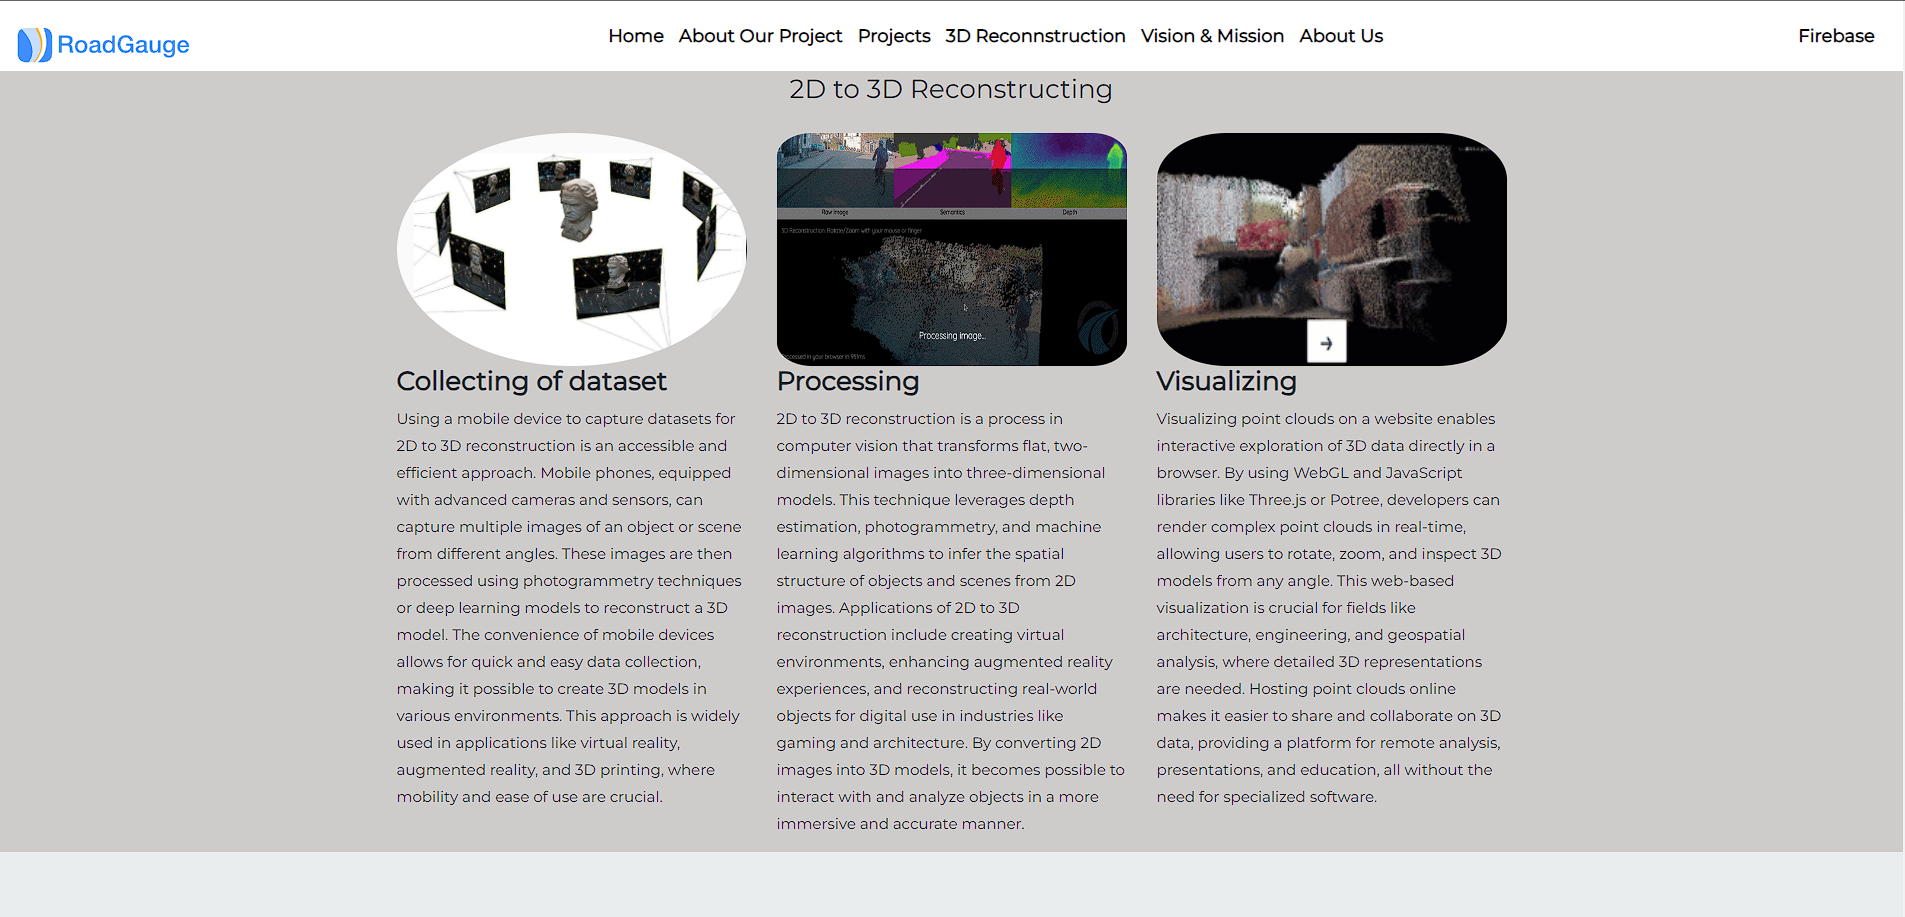 RoadGauge
Home About Our Project Projects 3D Reconnstruction Vision & Mission About Us
Firebase
2D to 3D Reconstructing
Raw Image
Semantics
Depth
3D Reconstruction: Rotate/Zoom with your mouse or finger
Processing image...
processed in your browser in 951ms
Collecting of dataset
Using a mobile device to capture datasets for
2D to 3D reconstruction is an accessible and
efficient approach. Mobile phones, equipped
with advanced cameras and sensors, can
capture multiple images of an object or scene
from different angles. These images are then
processed using photogrammetry techniques
or deep learning models to reconstruct a 3D
model. The convenience of mobile devices
allows for quick and easy data collection,
making it possible to create 3D models in
various environments. This approach is widely
used in applications like virtual reality,
augmented reality, and 3D printing, where
mobility and ease of use are crucial.
Processing
2D to 3D reconstruction is a process in
computer vision that transforms flat, two-
dimensional images into three-dimensional
models. This technique leverages depth
estimation, photogrammetry, and machine
learning algorithms to infer the spatial
structure of objects and scenes from 2D
images. Applications of 2D to 3D
reconstruction include creating virtual
environments, enhancing augmented reality
experiences, and reconstructing real-world
objects for digital use in industries like
gaming and architecture. By converting 2D
images into 3D models, it becomes possible to
interact with and analyze objects in a more
immersive and accurate manner.
Visualizing
Visualizing point clouds on a website enables
interactive exploration of 3D data directly in a
browser. By using WebGL and JavaScript
libraries like Three.js or Potree, developers can
render complex point clouds in real-time,
allowing users to rotate, zoom, and inspect 3D
models from any angle. This web-based
visualization is crucial for fields like
architecture, engineering, and geospatial
analysis, where detailed 3D representations
are needed. Hosting point clouds online
makes it easier to share and collaborate on 3D
data, providing a platform for remote analysis,
presentations, and education, all without the
need for specialized software.